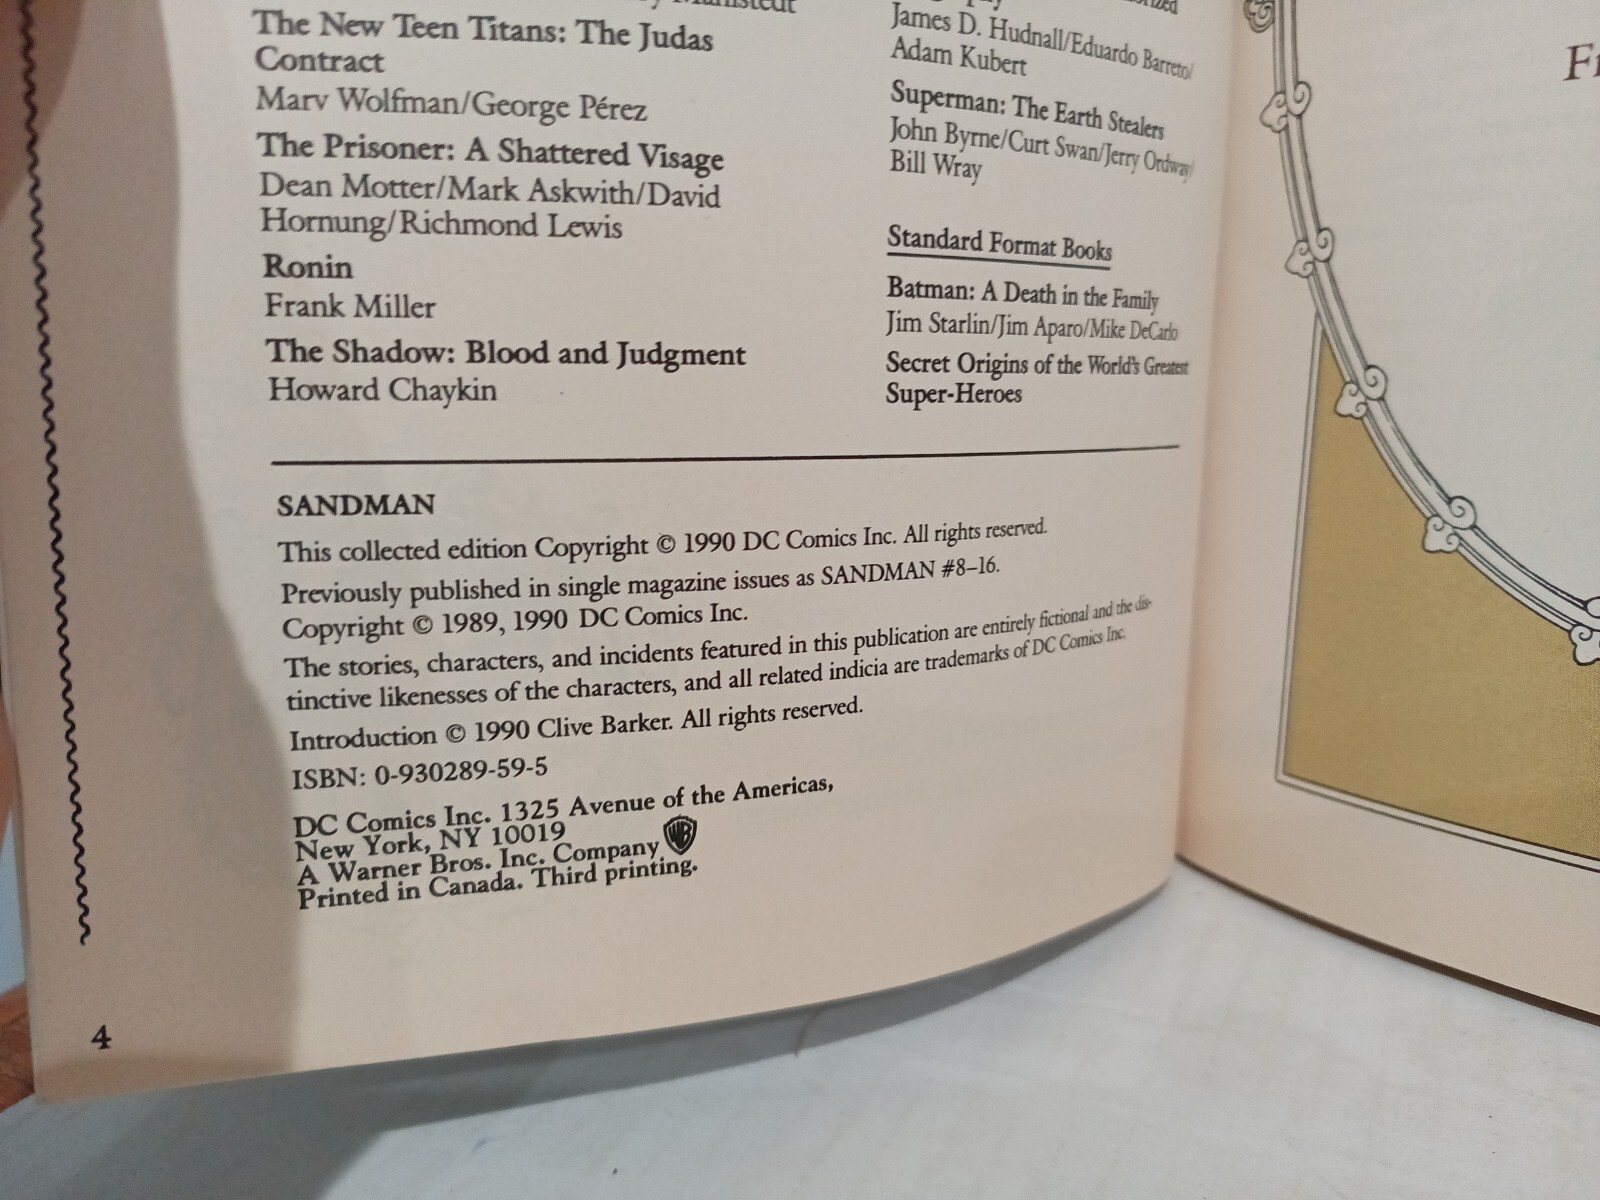 The New Teen Titans: The Judas
Contract
Marv Wolfman/George Pérez
The Prisoner: A Shattered Visage
Dean Motter/Mark Askwith/David
Hornung/Richmond Lewis
Ronin
Frank Miller
The Shadow: Blood and Judgment
Howard Chaykin
James D. Hudnall/Eduardo Barreto/
Adam Kubert
Superman: The Earth Stealers
John Byrne/Curt Swan/Jerry Ordway/
Bill Wray
Standard Format Books
Batman: A Death in the Family
Jim Starlin/Jim Aparo/Mike DeCarlo
Secret Origins of the World's Greatest
Super-Heroes
SANDMAN
This collected edition Copyright © 1990 DC Comics Inc. All rights reserved.
Previously published in single magazine issues as SANDMAN #8–16.
Copyright © 1989, 1990 DC Comics Inc.
The stories, characters, and incidents featured in this publication are entirely fictional and the dis-
tinctive likenesses of the characters, and all related indicia are trademarks of DC Comics Inc.
Introduction © 1990 Clive Barker. All rights reserved.
ISBN: 0-930289-59-5
DC Comics Inc. 1325 Avenue of the Americas,
New York, NY 10019
A Warner Bros. Inc. Company WB
Printed in Canada. Third printing.
4